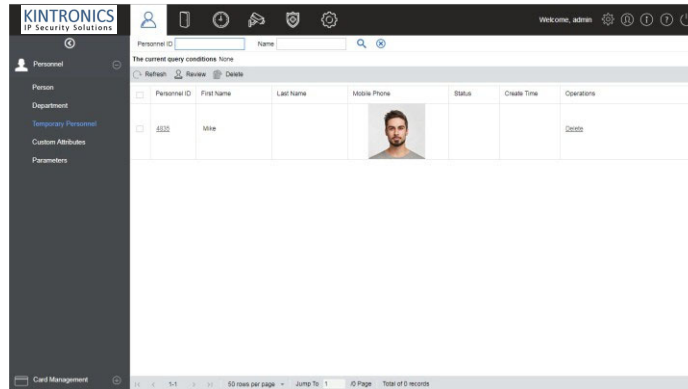 KINTRONICS
IP Security Solutions
Welcome, admin
Personnel
Person
Department
Temporary Personnel
Custom Attributes
Parameters
Card Management
Personnel ID Name
The current query conditions None
Refresh Review Delete
Personnel ID First Name Last Name Mobile Phone Status Create Time Operations
4835 Mike Delete
1-1 50 rows per page Jump To 1 /0 Page Total of 0 records